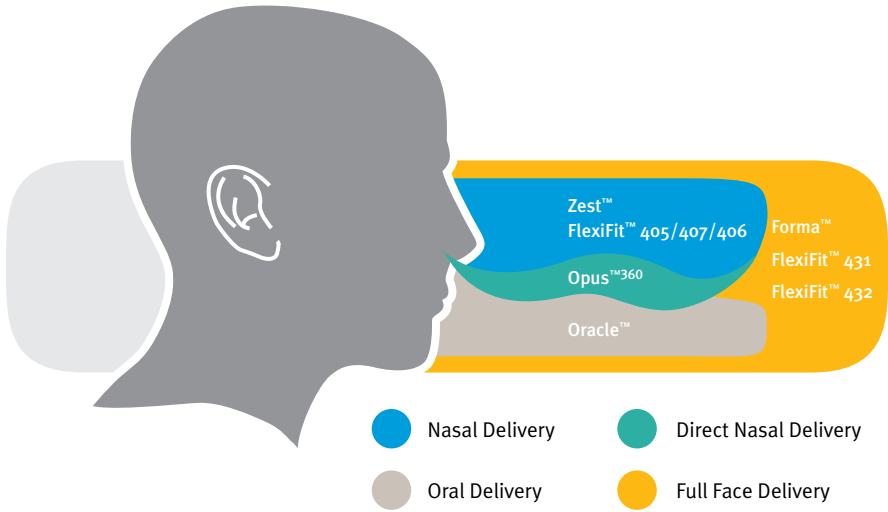 Zest™
FlexiFit™ 405/407/406
Forma™
FlexiFit™ 431
Opus™360
FlexiFit™ 432
Oracle™
Nasal Delivery
Direct Nasal Delivery
Oral Delivery
Full Face Delivery